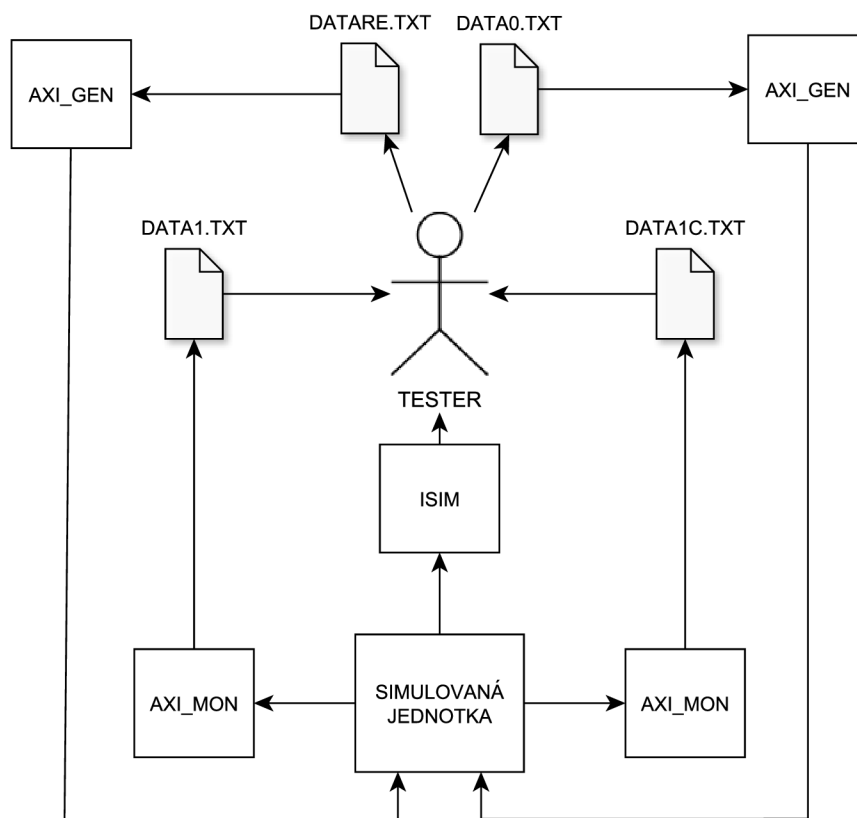 DATARE.TXT
DATA0.TXT
AXI_GEN
AXI_GEN
DATA1.TXT
DATA1C.TXT
TESTER
ISIM
AXI_MON
SIMULOVANÁ
JEDNOTKA
AXI_MON